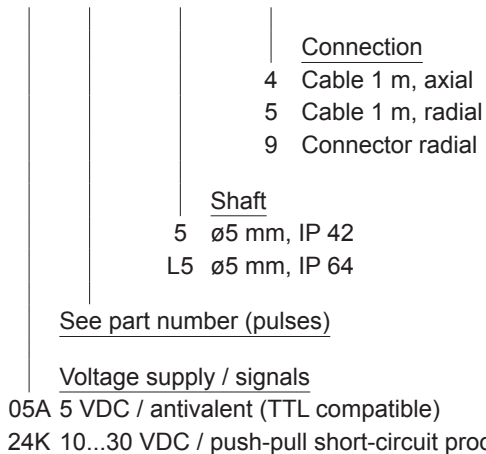 Connection
4 Cable 1 m, axial
5 Cable 1 m, radial
9 Connector radial
Shaft
5 ø5 mm, IP 42
L5 ø5 mm, IP 64
See part number (pulses)
Voltage supply / signals
05A 5 VDC / antivalent (TTL compatible)
24K 10...30 VDC / push-pull short-circuit